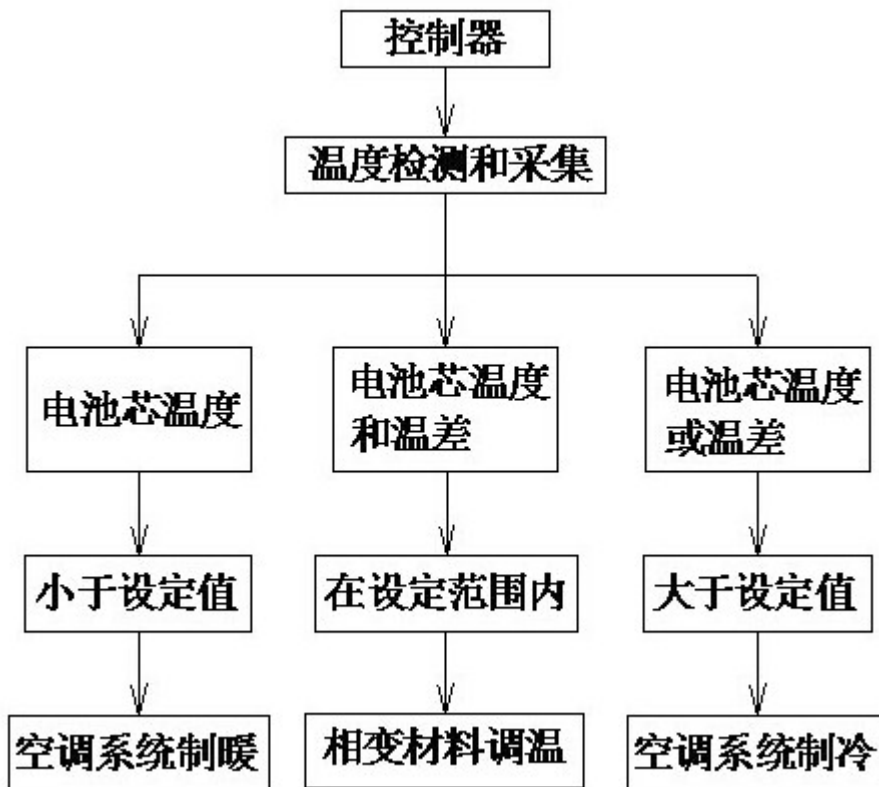 控制器
温度检测和采集
电池芯温度
电池芯温度
和温差
电池芯温度
或温差
小于设定值
在设定范围内
大于设定值
空调系统制暖
相变材料调温
空调系统制冷